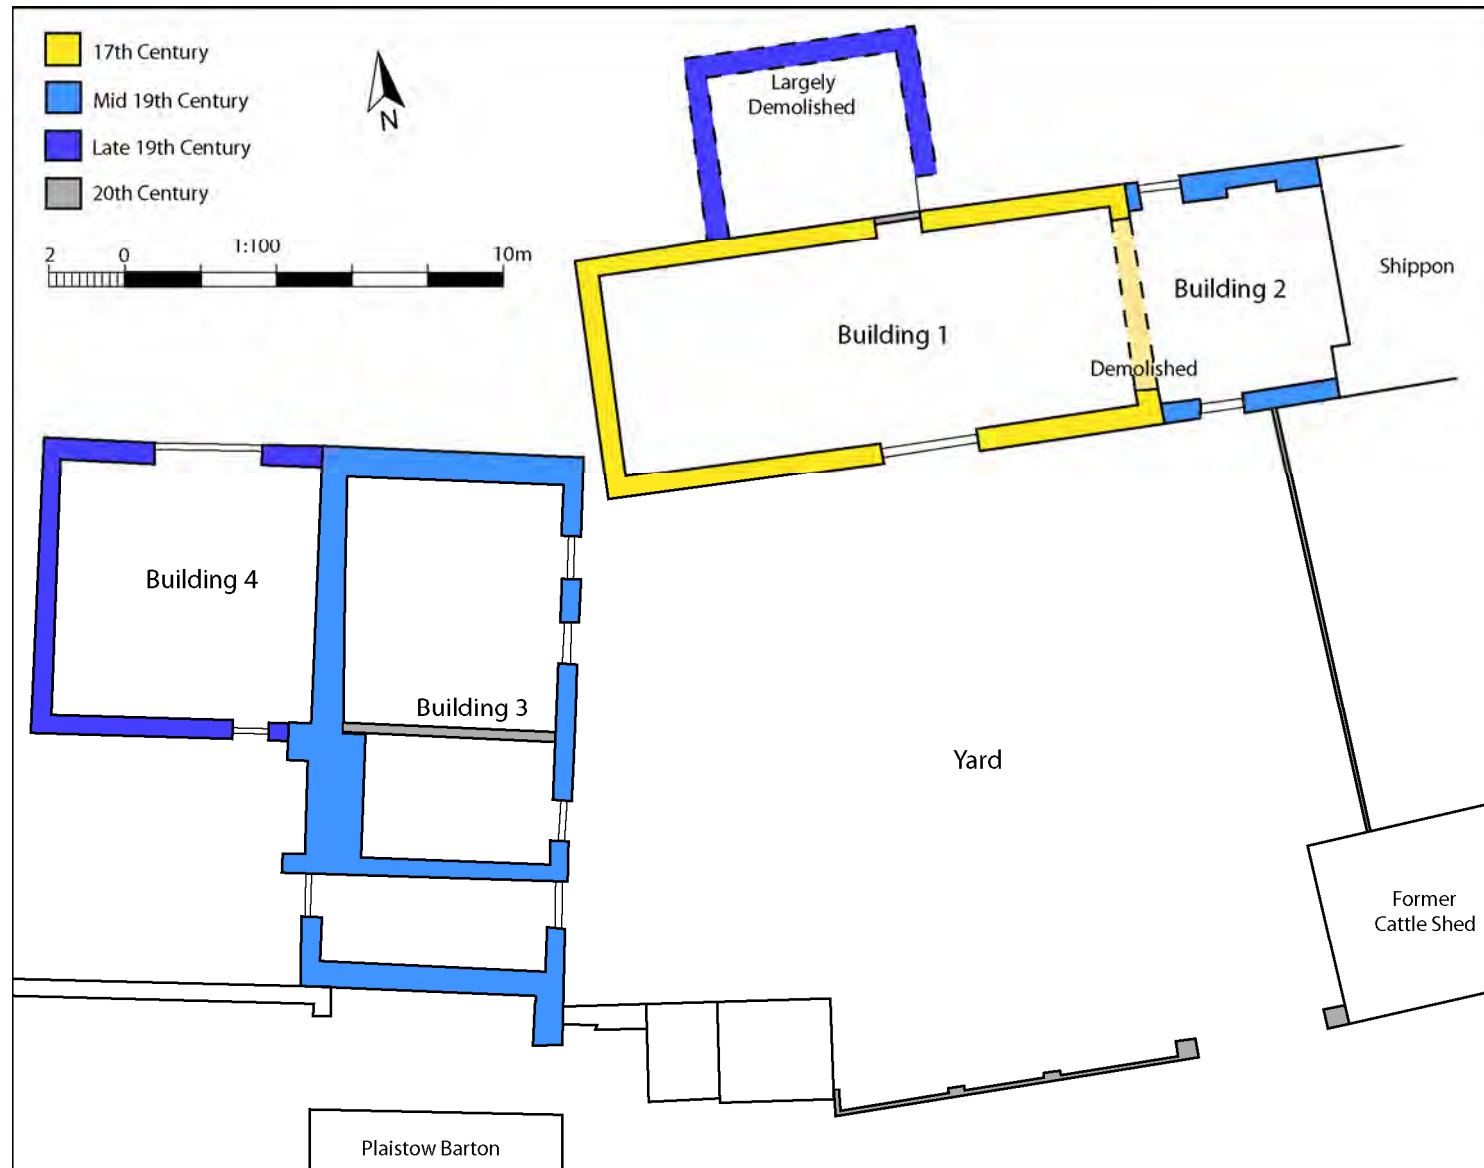 17th Century
Mid 19th Century
Late 19th Century
20th Century
N
2 0 1:100 10m
Largely
Demolished
Building 1
Building 2
Shippon
Demolished
Building 4
Building 3
Yard
Former
Cattle Shed
Plaistow Barton